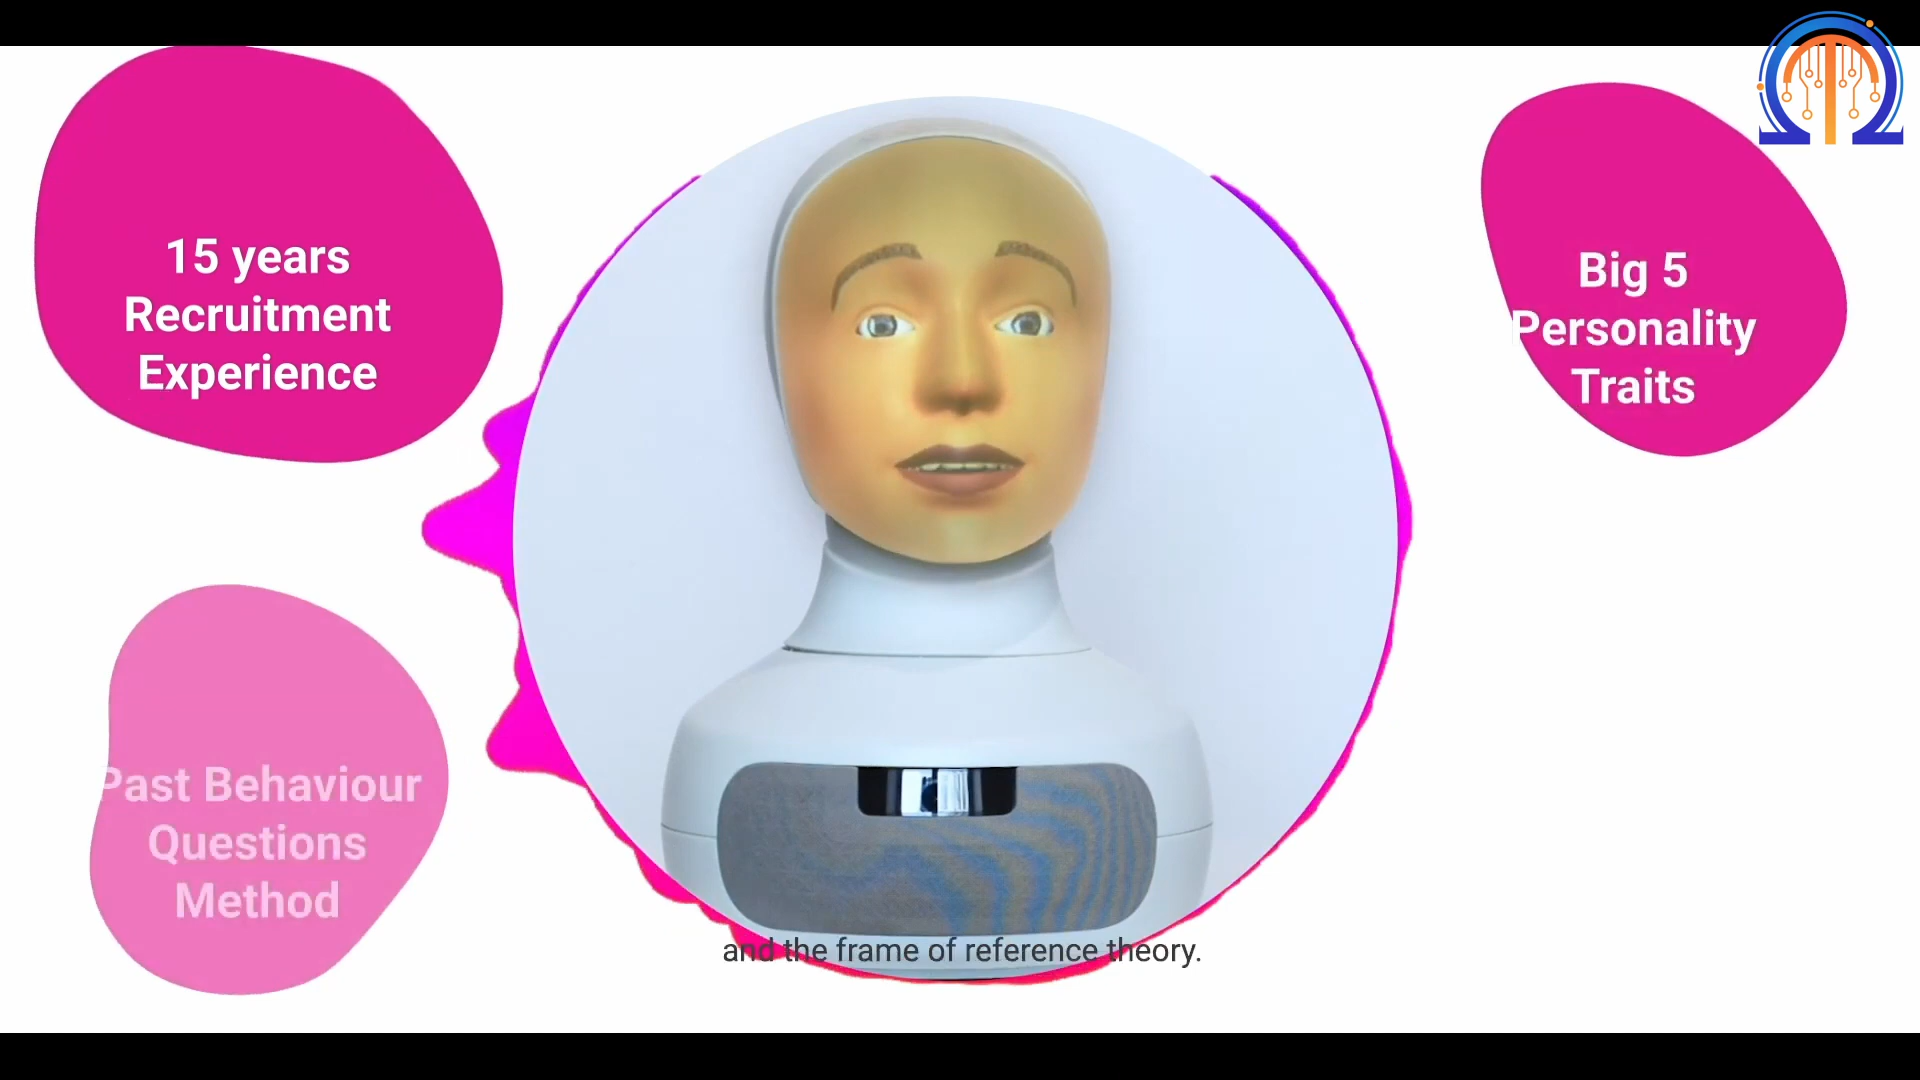 15 years
Recruitment
Experience
Big 5
Personality
Traits
Past Behaviour
Questions
Method
and the frame of reference theory.